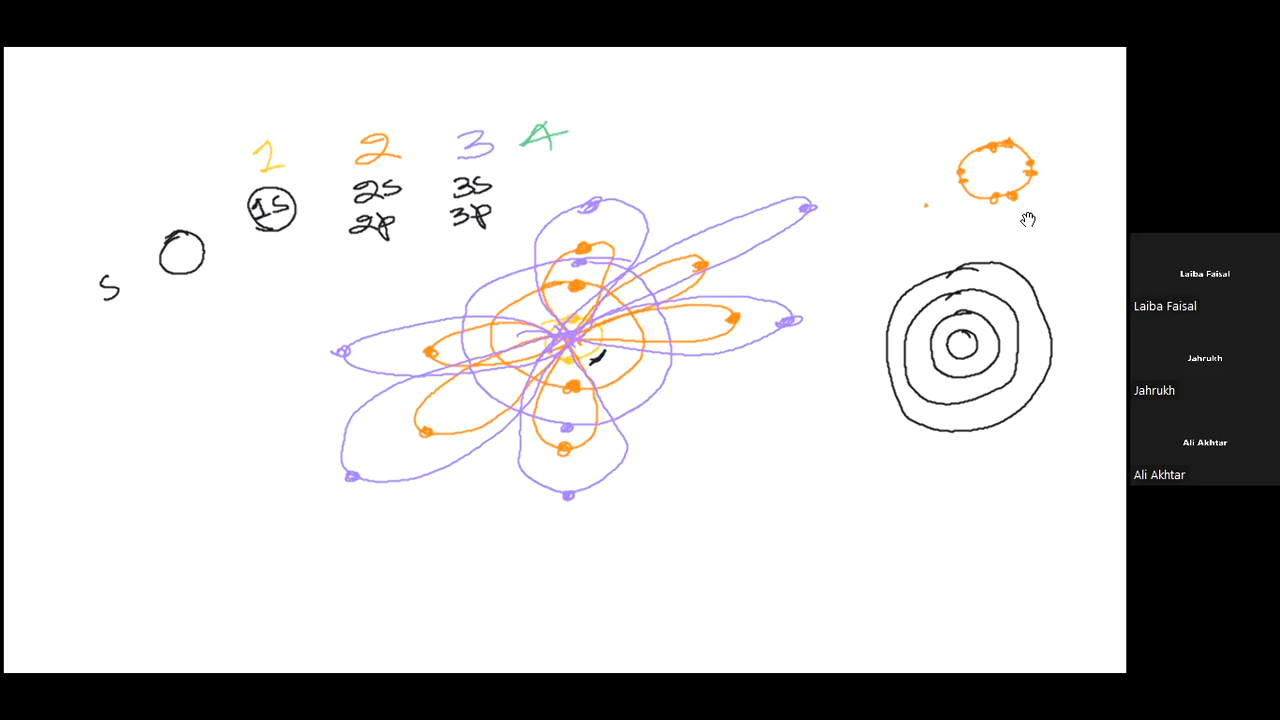 1 2 3 4
1S 2S 3S
2p 3p
S
Laiba Faisal
Laiba Faisal
Jahrukh
Jahrukh
Ali Akhtar
Ali Akhtar